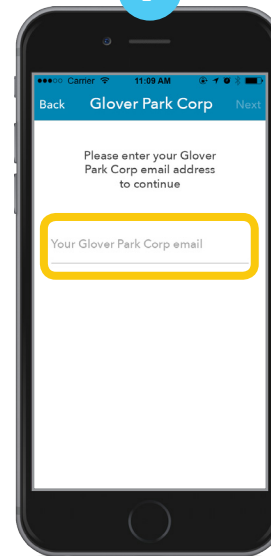 Carrier 11:09 AM
Back Glover Park Corp Next
Please enter your Glover
Park Corp email address
to continue
Your Glover Park Corp email